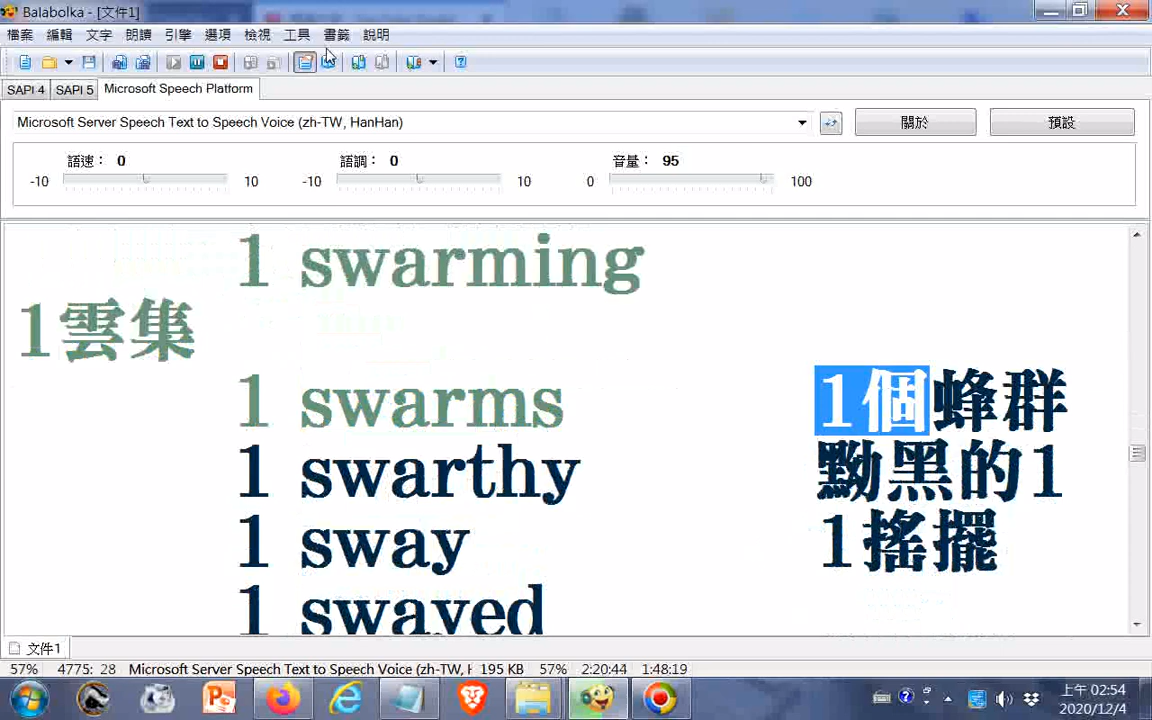 Balabolka - [文件1]
檔案 編輯 文字 朗讀 引擎 選項 檢視 工具 書籤 說明
SAPI 4 SAPI 5 Microsoft Speech Platform
Microsoft Server Speech Text to Speech Voice (zh-TW, HanHan) 關於 預設
語速： 0 語調： 0 音量： 95
-10 10 -10 10 0 100
1 swarming
1雲集
1 swarms 1個蜂群
1 swarthy 黝黑的1
1 sway 1搖擺
1 swayed
文件1
57% 4775: 28 Microsoft Server Speech Text to Speech Voice (zh-TW, H 195 KB 57% 2:20:44 1:48:19
上午 02:54
2020/12/4